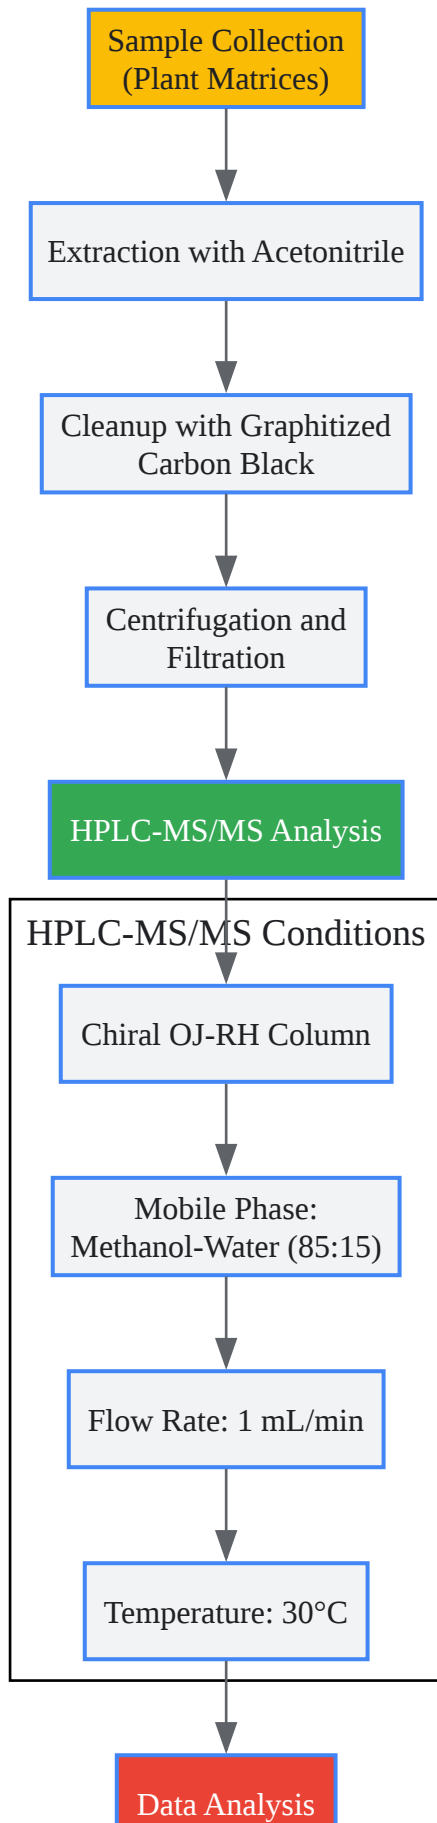 Sample Collection
(Plant Matrices)
Extraction with Acetonitrile
Cleanup with Graphitized
Carbon Black
Centrifugation and
Filtration
HPLC-MS/MS Analysis
HPLC-MS/MS Conditions
Chiral OJ-RH Column
Mobile Phase:
Methanol-Water (85:15)
Flow Rate: 1 mL/min
Temperature: 30°C
Data Analysis